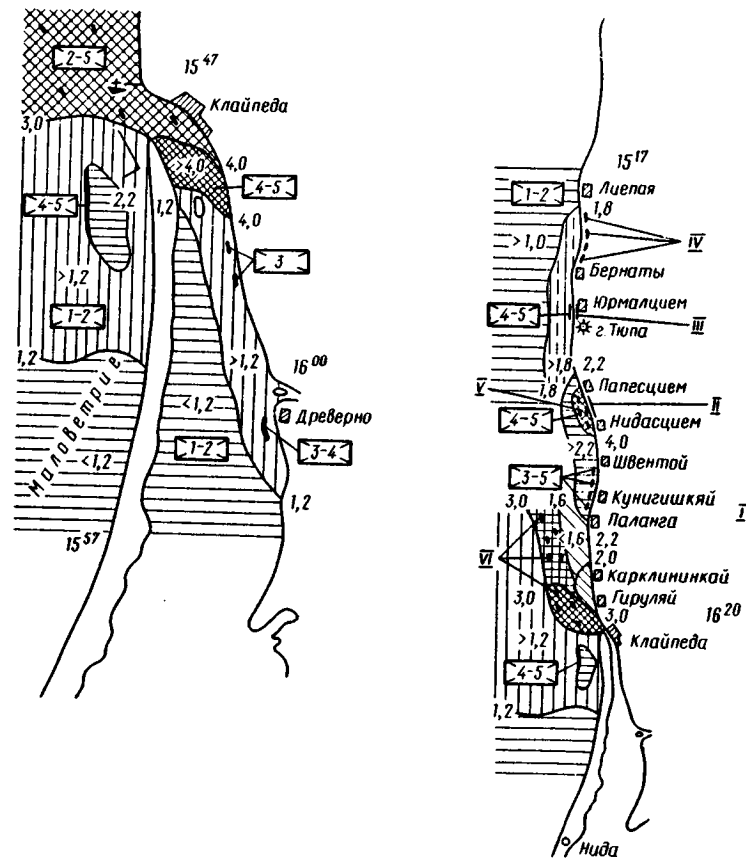 2-5
15⁴⁷
Клайпеда
3,0
>4,0
4,0
4-5
2,2
4-5
1,2
4,0
3
>1,2
1-2
>1,2
16⁰⁰
1,2
<1,2
Древерно
Маловетрие
1-2
3-4
<1,2
1,2
15⁵⁷
15¹⁷
1-2
Лиепая
1,8
IV
>1,0
Бернаты
4-5
Юрмалцием
III
г. Тюпа
>1,8
2,2
Папесцием
V
1,8
II
4-5
Нидасцием
4,0
>2,2
Швентой
3-5
Кунигишкяй
I
3,0
1,6
Паланга
<1,6
2,2
VI
2,0
Карклининкай
3,0
Гируляй
3,0
16²⁰
>1,2
Клайпеда
4-5
1,2
Нида